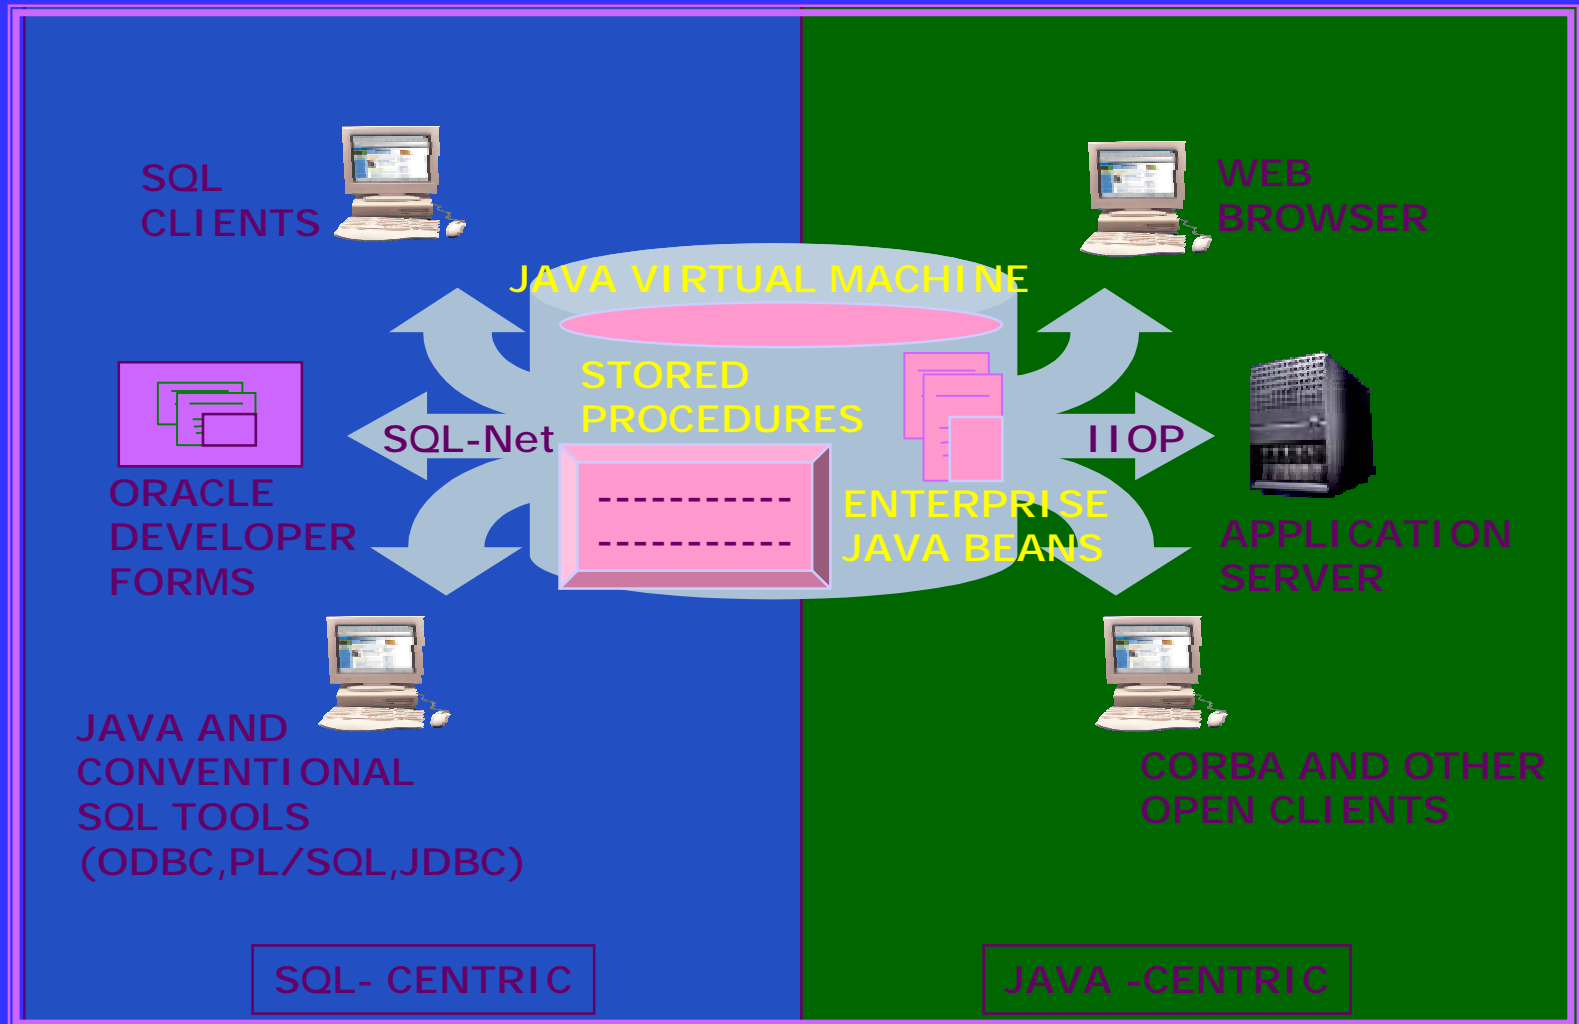 SQL
CLIENTS
WEB
BROWSER
JAVA VIRTUAL MACHINE
STORED
PROCEDURES
SQL-Net
IIOP
ENTERPRISE
JAVA BEANS
ORACLE
DEVELOPER
FORMS
APPLICATION
SERVER
JAVA AND
CONVENTIONAL
SQL TOOLS
(ODBC,PL/SQL,JDBC)
CORBA AND OTHER
OPEN CLIENTS
SQL- CENTRIC
JAVA -CENTRIC